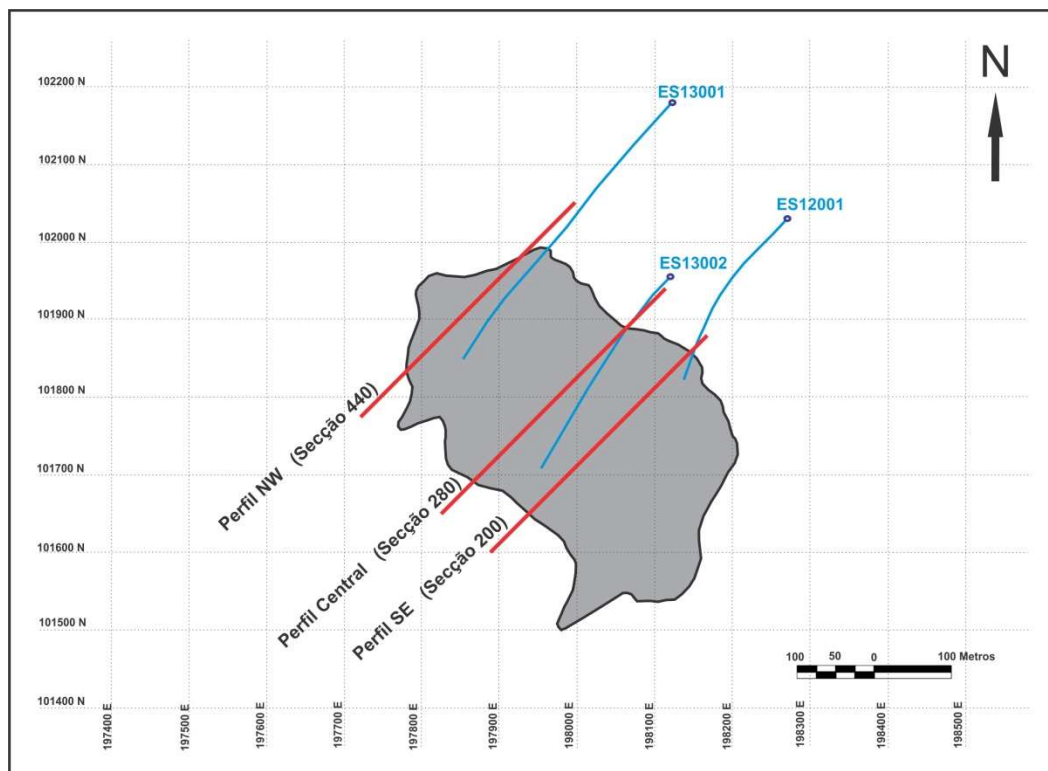 N
102200 N
ES13001
102100 N
ES12001
102000 N
ES13002
101900 N
101800 N
Perfil NW (Secção 440)
101700 N
Perfil Central (Secção 280)
101600 N
Perfil SE (Secção 200)
101500 N
100 50 0 100 Metros
101400 N
197400 E
197500 E
197600 E
197700 E
197800 E
197900 E
198000 E
198100 E
198200 E
198300 E
198400 E
198500 E